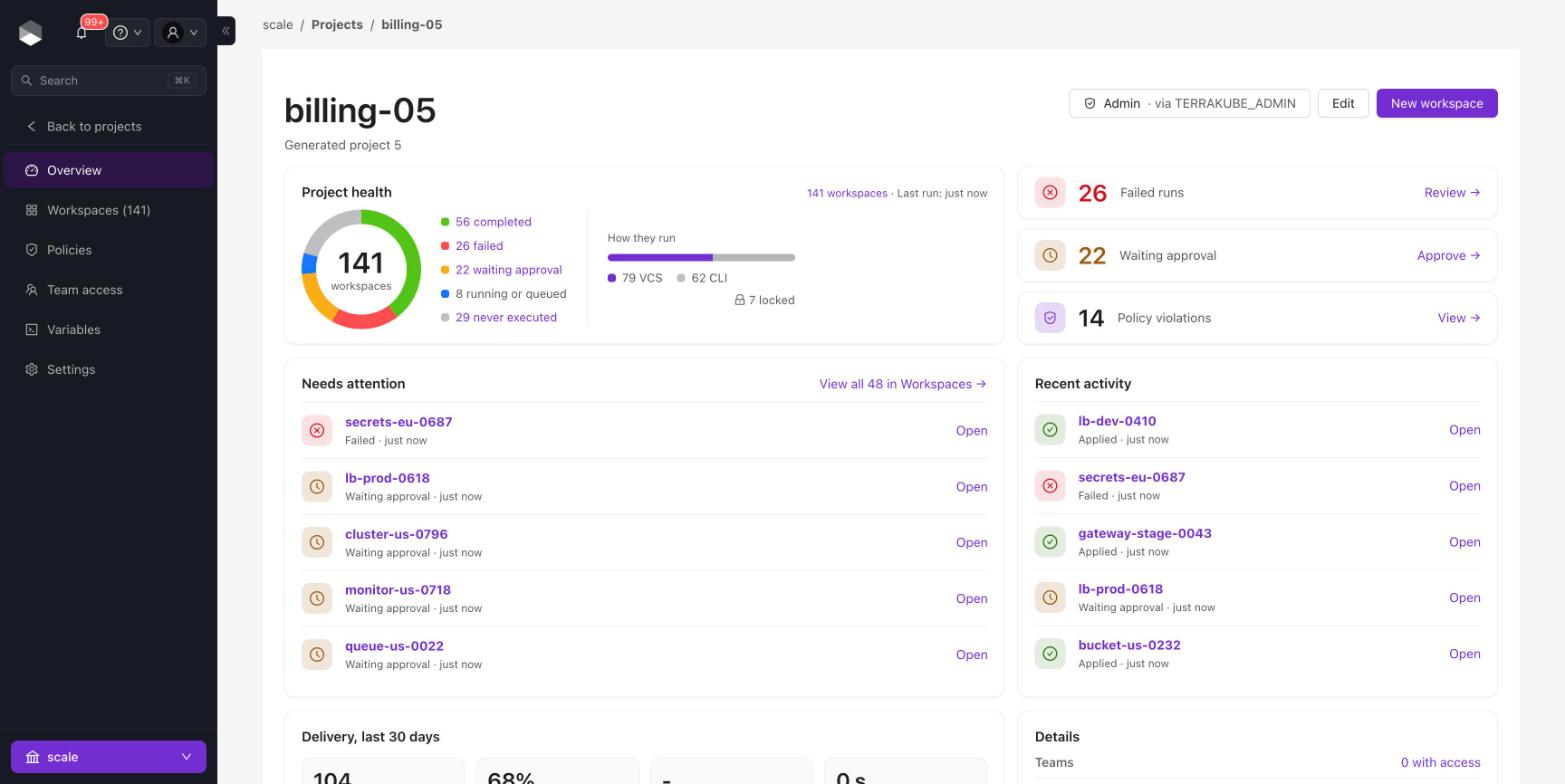 99+
Search ⌘K
Back to projects
Overview
Workspaces (141)
Policies
Team access
Variables
Settings
scale
scale / Projects / billing-05
billing-05
Generated project 5
Admin · via TERRAKUBE_ADMIN
Edit
New workspace
Project health
141 workspaces · Last run: just now
141
workspaces
56 completed
26 failed
22 waiting approval
8 running or queued
29 never executed
How they run
79 VCS 62 CLI
7 locked
26 Failed runs Review →
22 Waiting approval Approve →
14 Policy violations View →
Needs attention
View all 48 in Workspaces →
secrets-eu-0687
Failed · just now
Open
lb-prod-0618
Waiting approval · just now
Open
cluster-us-0796
Waiting approval · just now
Open
monitor-us-0718
Waiting approval · just now
Open
queue-us-0022
Waiting approval · just now
Open
Recent activity
lb-dev-0410
Applied · just now
Open
secrets-eu-0687
Failed · just now
Open
gateway-stage-0043
Applied · just now
Open
lb-prod-0618
Waiting approval · just now
Open
bucket-us-0232
Applied · just now
Open
Delivery, last 30 days
104 68% - 0 s
Details
Teams 0 with access